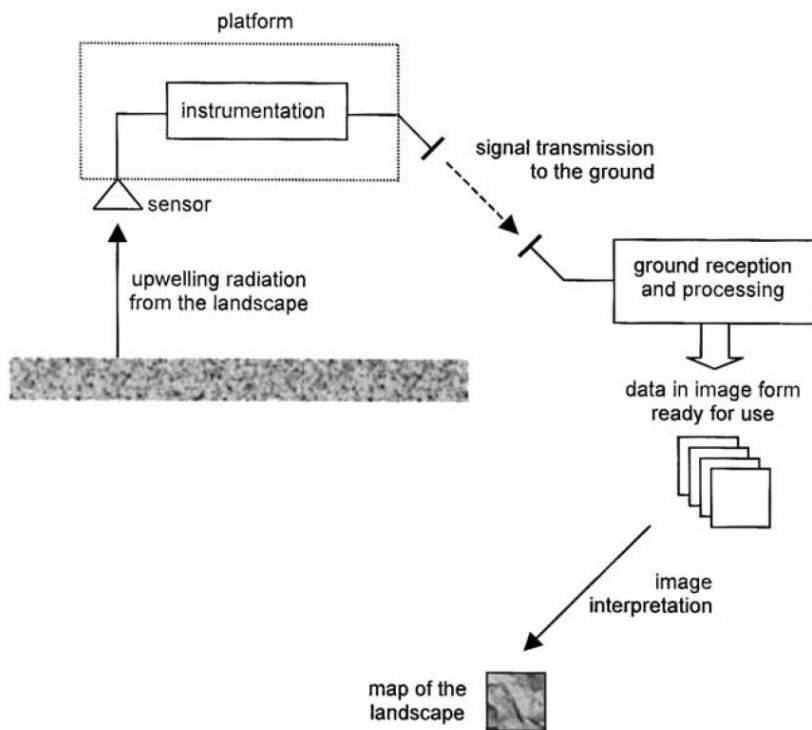 platform
instrumentation
sensor
upwelling radiation
from the landscape
signal transmission
to the ground
ground reception
and processing
data in image form
ready for use
image
interpretation
map of the
landscape